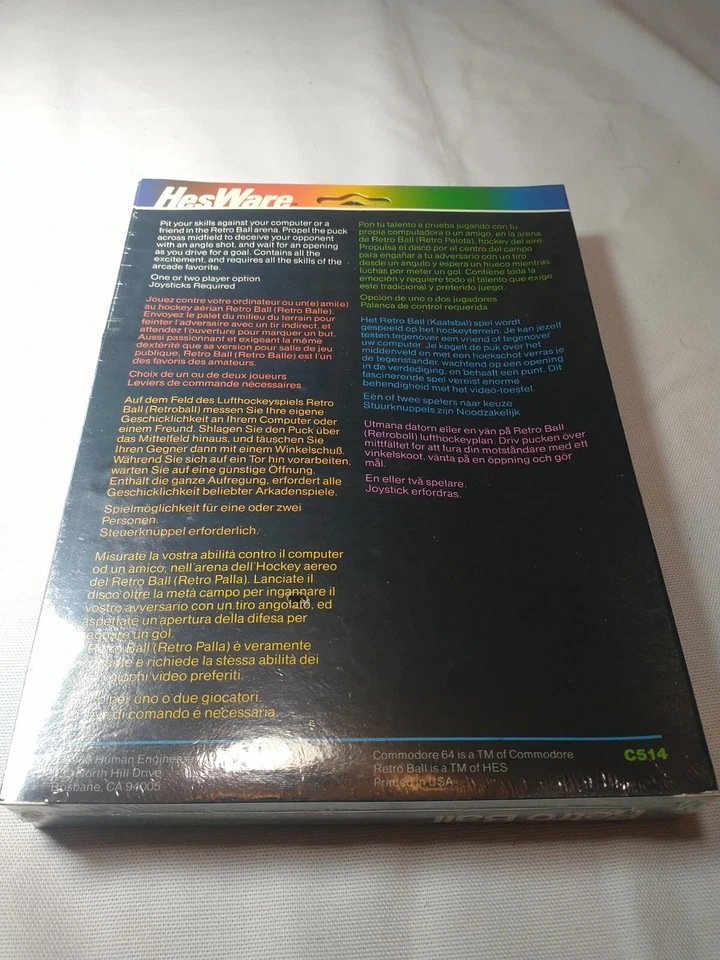 HesWare™
Pit your skills against your computer or a
friend in the Retro Ball arena. Propel the puck
across midfield to deceive your opponent
with an angle shot, and wait for an opening
as you drive for a goal. Contains all the
excitement, and requires all the skills of the
arcade favorite.
One or two player option
Joysticks Required
Jouez contre votre ordinateur ou un(e) ami(e)
au hockey aérian Retro Ball (Retro Balle).
Envoyez le palet du milieu du terrain pour
feinter l'adversaire avec un tir indirect, et
attendez l'ouverture pour marquer un but.
Aussi passionnant et exigeant la même
dextérité que sa version pour salle de jeu
publique, Retro Ball (Retro Balle) est l'un
des favoris des amateurs.
Choix de un ou de deux joueurs
Leviers de commande nécessaires
Auf dem Feld des Lufthockeyspiels Retro
Ball (Retroball) messen Sie Ihre eigene
Geschicklichkeit an Ihrem Computer oder
einem Freund. Shlagen Sie den Puck über
das Mittelfeld hinaus, und täuschen Sie
Ihren Gegner dann mit einem Winkelschuß.
Während Sie sich auf ein Tor hin vorarbeiten,
warten Sie auf eine günstige Öffnung.
Enthält die ganze Aufregung, erfordert alle
Geschicklichkeit beliebter Arkadenspiele.
Spielmöglichkeit für eine oder zwei
Personen.
Steuerknüppel erforderlich.
Misurate la vostra abilità contro il computer
od un amico, nell'arena dell'Hockey aereo
del Retro Ball (Retro Palla). Lanciate il
disco oltre la metà campo per ingannare il
vostro avversario con un tiro angolato, ed
aspettate un apertura della difesa per
un gol.
Ball (Retro Palla) è veramente
e richiede la stessa abilità dei
giochi video preferiti.
per uno o due giocatori.
di comando è necessaria.
Pon tu talento a prueba jugando con tu
propia computadora o un amigo, en la arena
de Retro Ball (Retro Pelota), hockey del aire.
Propulsa el disco por el centro del campo
para engañar a tu adversario con un tiro
desde un angulo y espera un hueco mientras
luchas por meter un gol. Contiene toda la
emoción y requiere todo el talento que exige
este tradicional y preferido juego.
Opción de uno o dos jugadores
Palanca de control requerida
Het Retro Ball (Kaatsbal) spel wordt
gespeeld op het hockeyterrein. Je kan jezelf
testen tegenover een vriend of tegenover
uw computer. Je kegelt de puk over het
middenveld en met een hoekschot verras je
de tegenstander, wachtend op een opening
in de verdediging, en behaalt een punt. Dit
fascinerende spel vereist enorme
behendigheid met het video-toestel.
Eén of twee spelers naar keuze
Stuurknuppels zijn Noodzakelijk
Utmana datorn eller en vän på Retro Ball
(Retroboll) lufthockeyplan. Driv pucken över
mittfältet for att lura din motståndare med ett
vinkelskoot, vänta på en öppning och gör
mål.
En eller två spelare.
Joystick erfordras.
Human Engine
North Hill Drive
Brisbane, CA 94005
Commodore 64 is a TM of Commodore
Retro Ball is a TM of HES
Printed in USA
C514
Retro Ball